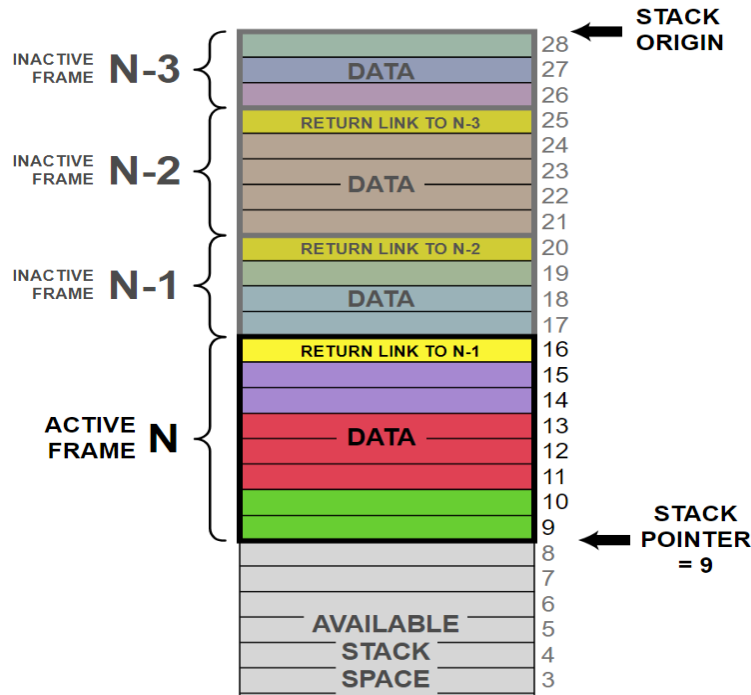 STACK
ORIGIN
INACTIVE
FRAME N-3
DATA
28
27
26
INACTIVE
FRAME N-2
RETURN LINK TO N-3
DATA
25
24
23
22
21
INACTIVE
FRAME N-1
RETURN LINK TO N-2
DATA
20
19
18
17
ACTIVE
FRAME N
RETURN LINK TO N-1
DATA
16
15
14
13
12
11
10
9
STACK
POINTER
= 9
AVAILABLE
STACK
SPACE
8
7
6
5
4
3